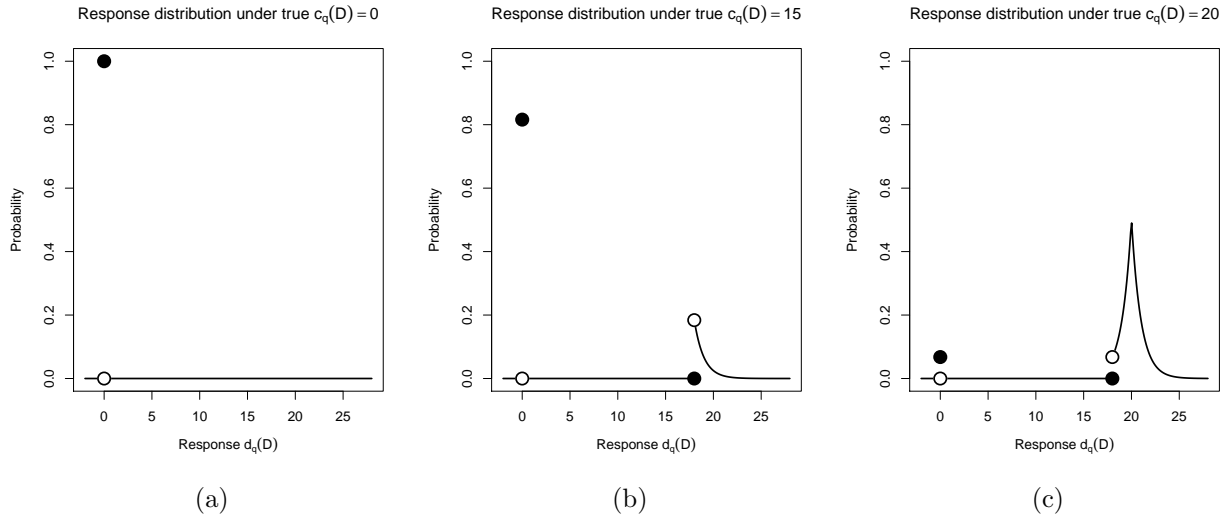 Response distribution under true c_q(D) = 0
Probability
1.0
0.8
0.6
0.4
0.2
0.0
0 5 10 15 20 25
Response d_q(D)
(a)
Response distribution under true c_q(D) = 15
Probability
1.0
0.8
0.6
0.4
0.2
0.0
0 5 10 15 20 25
Response d_q(D)
(b)
Response distribution under true c_q(D) = 20
Probability
1.0
0.8
0.6
0.4
0.2
0.0
0 5 10 15 20 25
Response d_q(D)
(c)